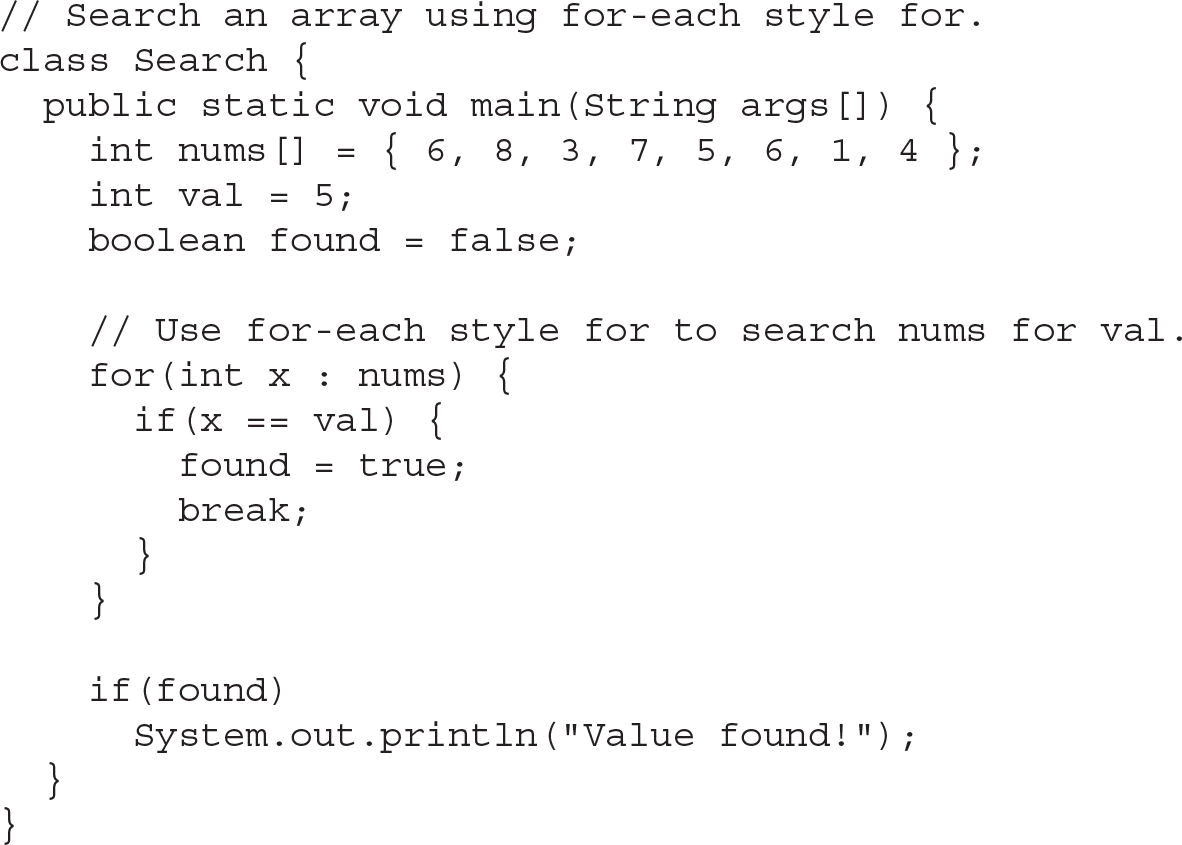 // Search an array using for-each style for.
class Search {
  public static void main(String args[]) {
    int nums[] = { 6, 8, 3, 7, 5, 6, 1, 4 };
    int val = 5;
    boolean found = false;

    // Use for-each style for to search nums for val.
    for(int x : nums) {
      if(x == val) {
        found = true;
        break;
      }
    }

    if(found)
      System.out.println("Value found!");
  }
}